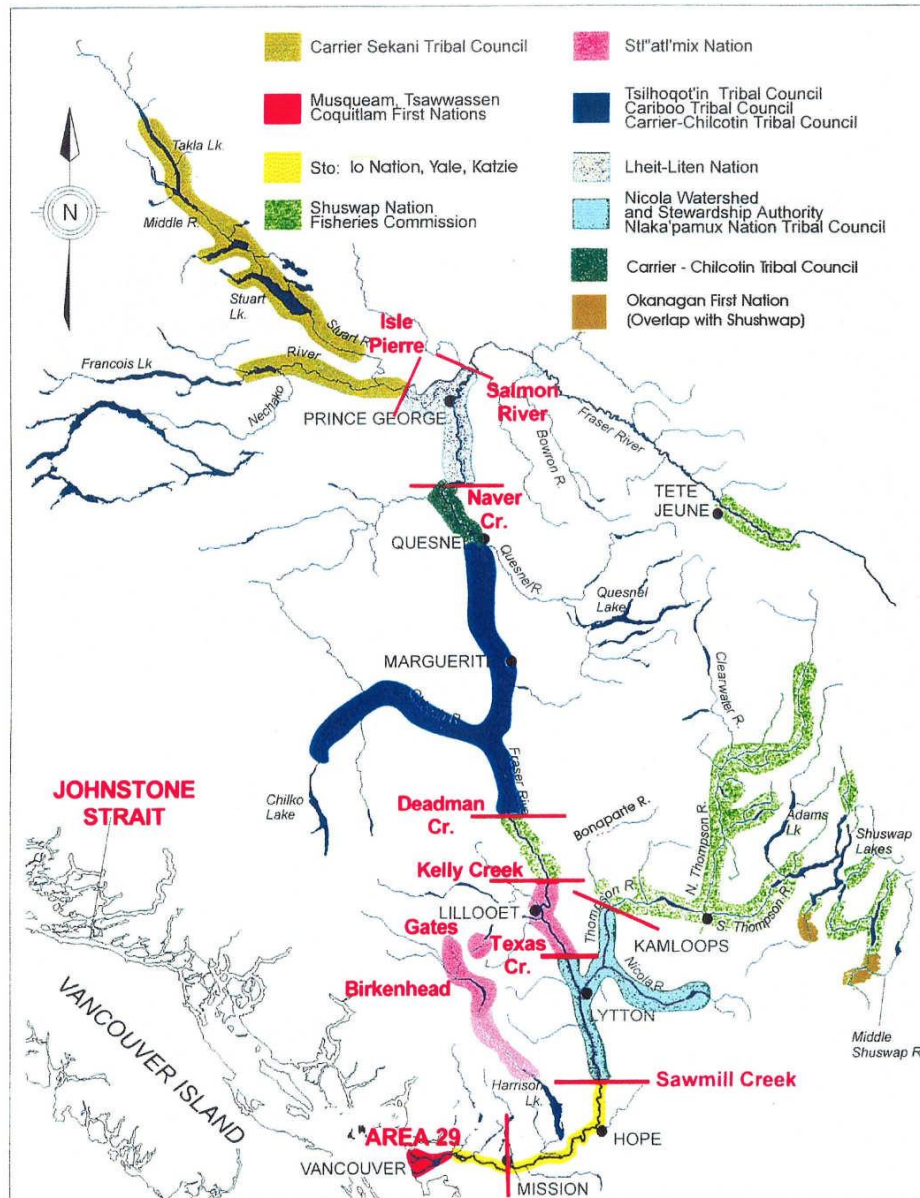 Carrier Sekani Tribal Council
Musqueam, Tsawwassen
Coquitlam First Nations
Sto: lo Nation, Yale, Katzie
Shuswap Nation
Fisheries Commission
Stl"atl'mix Nation
Tsilhoqot'in Tribal Council
Cariboo Tribal Council
Carrier-Chilcotin Tribal Council
Lheit-Liten Nation
Nicola Watershed
and Stewardship Authority
Nlaka'pamux Nation Tribal Council
Carrier - Chilcotin Tribal Council
Okanagan First Nation
(Overlap with Shushwap)
N
Takla Lk.
Middle R.
Stuart
Lk.
Stuart R.
Isle
Pierre
Francois Lk
River
Nechako
PRINCE GEORGE
Salmon
River
Bowron R.
Fraser River
TETE
JEUNE
Naver
Cr.
QUESNEL
Quesnel R.
Quesnel
Lake
Clearwater R.
MARGUERITE
Fraser River
Chilko
Lake
JOHNSTONE
STRAIT
Deadman
Cr.
Bonaparte R.
N. Thompson R.
Adams
Lk
Shuswap
Lakes
Kelly Creek
LILLOOET
Thompson R.
S. Thompson R.
KAMLOOPS
Gates
Texas
Cr.
Nicola R.
Birkenhead
LYTTON
Middle
Shuswap R
VANCOUVER ISLAND
Harrison
Lk.
Sawmill Creek
HOPE
AREA 29
VANCOUVER
MISSION